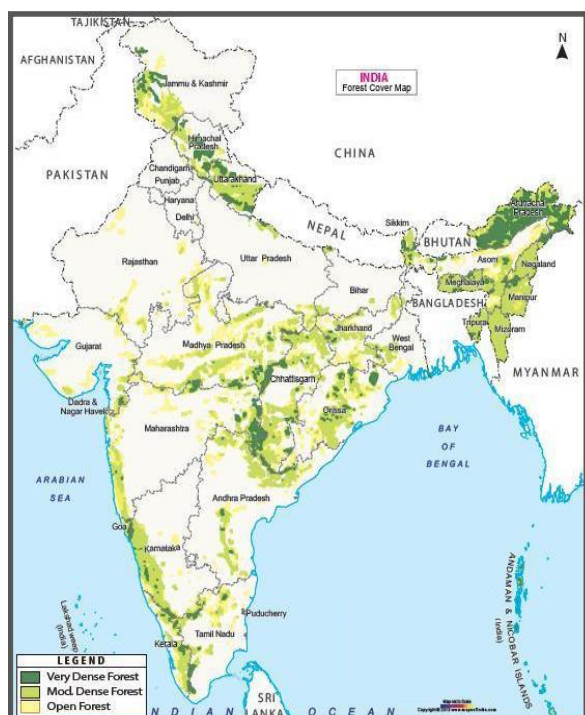 TAJIKISTAN
AFGHANISTAN
N
INDIA
Forest Cover Map
Jammu & Kashmir
Himachal
Pradesh
CHINA
PAKISTAN
Chandigarh
Punjab
Uttarakhand
Haryana
Delhi
NEPAL
Sikkim
Arunachal
Pradesh
BHUTAN
Rajasthan
Uttar Pradesh
Asom
Nagaland
Bihar
Meghalaya
Manipur
BANGLADESH
Jharkhand
Tripura
Mizoram
Gujarat
Madhya Pradesh
West
Bengal
MYANMAR
Chhattisgarh
Dadra &
Nagar Haveli
Orissa
Maharashtra
BAY
OF
BENGAL
ARABIAN
SEA
Andhra Pradesh
Goa
Karnataka
ANDAMAN & NICOBAR ISLANDS
(India)
Lakshadweep
(India)
Puducherry
Kerala
Tamil Nadu
LEGEND
Very Dense Forest
Mod. Dense Forest
Open Forest
SRI
LANKA
INDIAN OCEAN